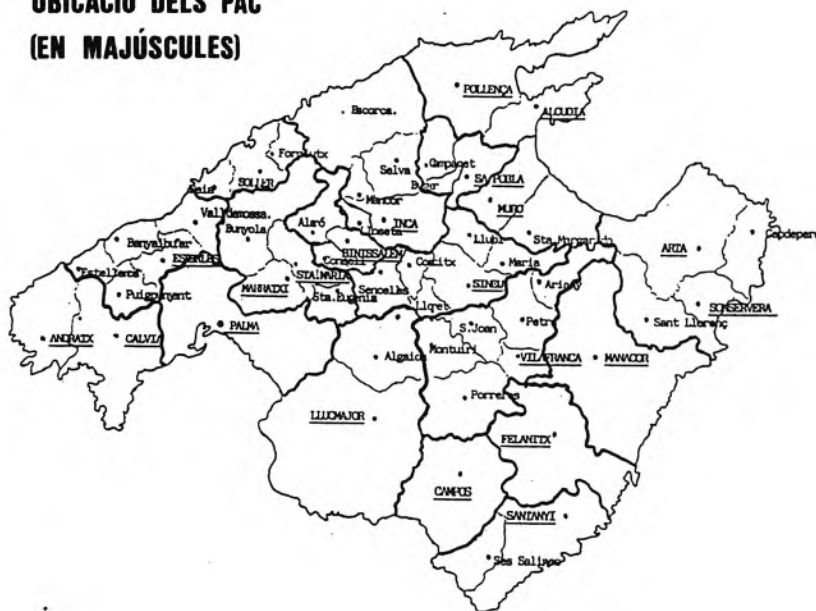 UBICACIÓ DELS PAC
(EN MAJÚSCULES)
POLLENÇA
ALCUDIA
Escorca.
Fornalutx
Selva
Campanet
Buger
SA POBLA
SOLLER
Deià
Mancor
MURO
Valldemossa.
Bunyola
Alaró
Lloseta
INCA
Llubí
Sta. Margarida
Capdepera
ARTA
Banyalbufar
BINISSALEM
Consell
Costitx
Maria
ESPORLES
Estellencs
STA. MARIA
Sencelles
SINEU
Ariany
SONSERVERA
Puigpunyent
MARRATXI
Sta. Eugenia
Lloret
Sant Llorenç
ANDRAITX
CALVIA
PALMA
S. Joan
Petra
Algaida
Montuiri
VILAFRANCA
MANACOR
Porreres
LLUCMAJOR
FELANITX
CAMPOS
SANTANYI
Ses Salines